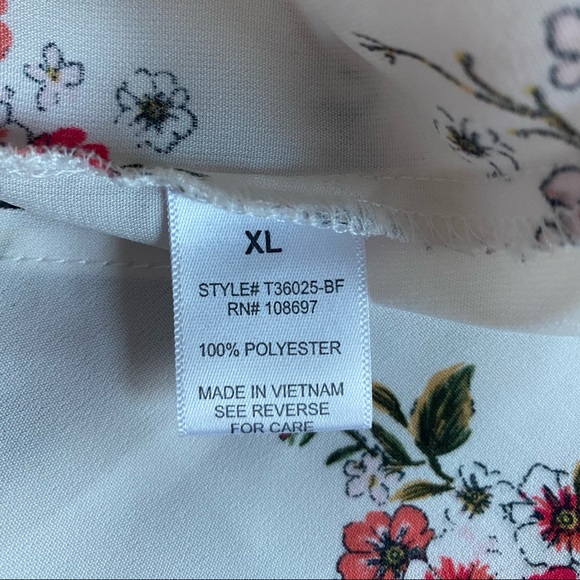 XL
STYLE# T36025-BF
RN# 108697
100% POLYESTER
MADE IN VIETNAM
SEE REVERSE
FOR CARE